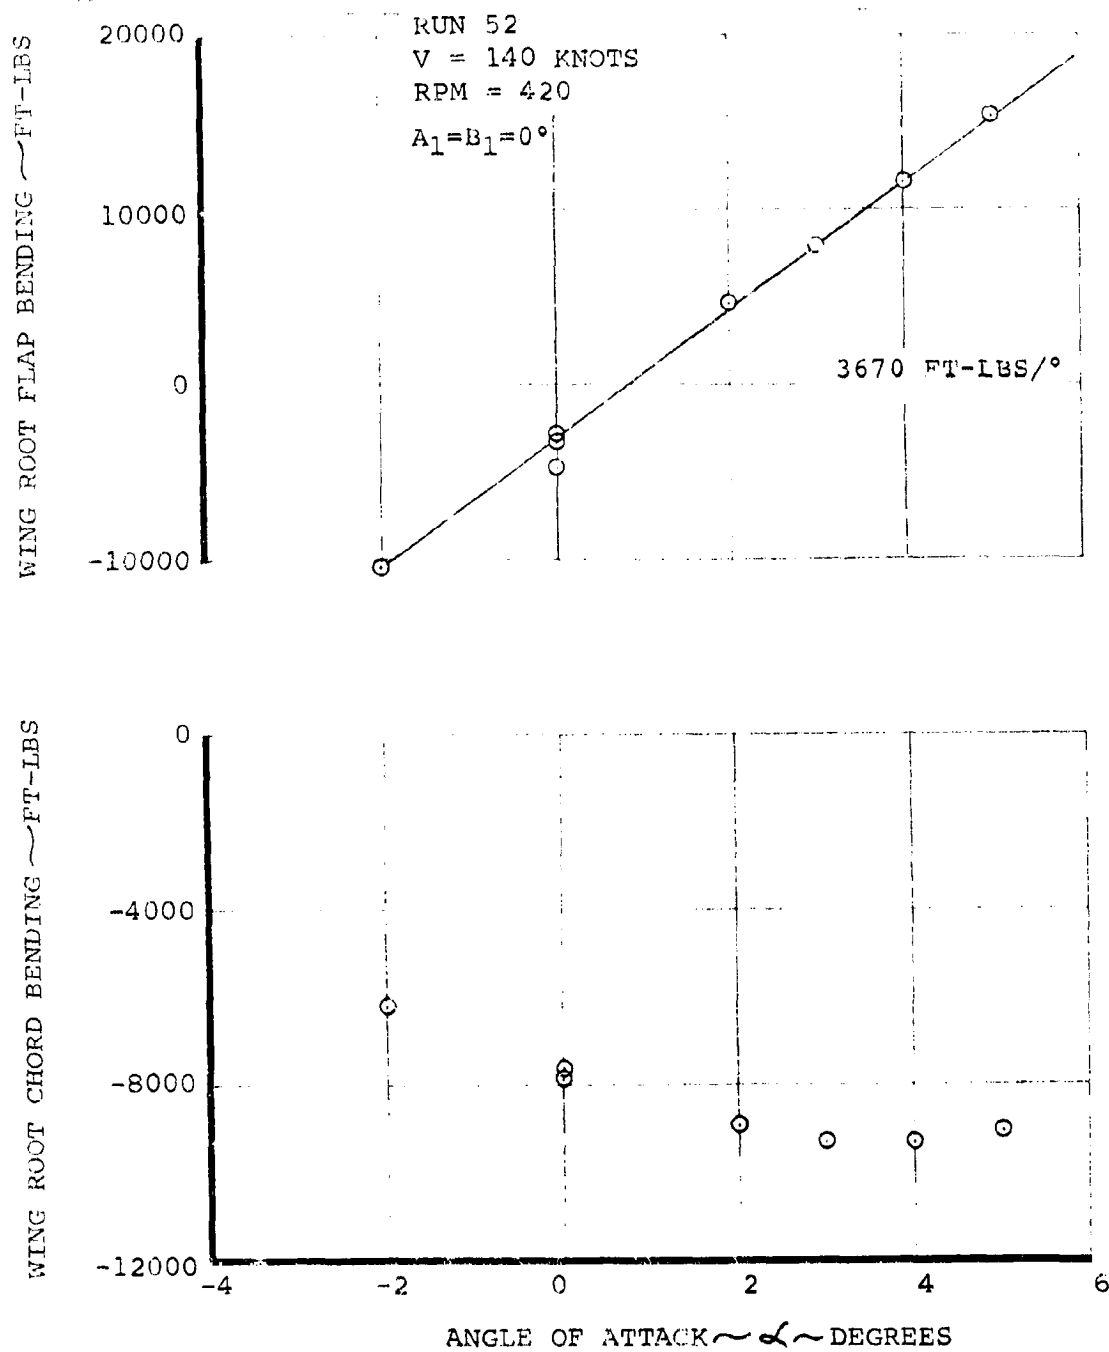 RUN 52
V = 140 KNOTS
RPM = 420
A1=B1=0°
WING ROOT FLAP BENDING ~FT-LBS
20000
10000
0
-10000
3670 FT-LBS/°
WING ROOT CHORD BENDING ~FT-LBS
0
-4000
-8000
-12000
-4 -2 0 2 4 6
ANGLE OF ATTACK ~ α ~ DEGREES